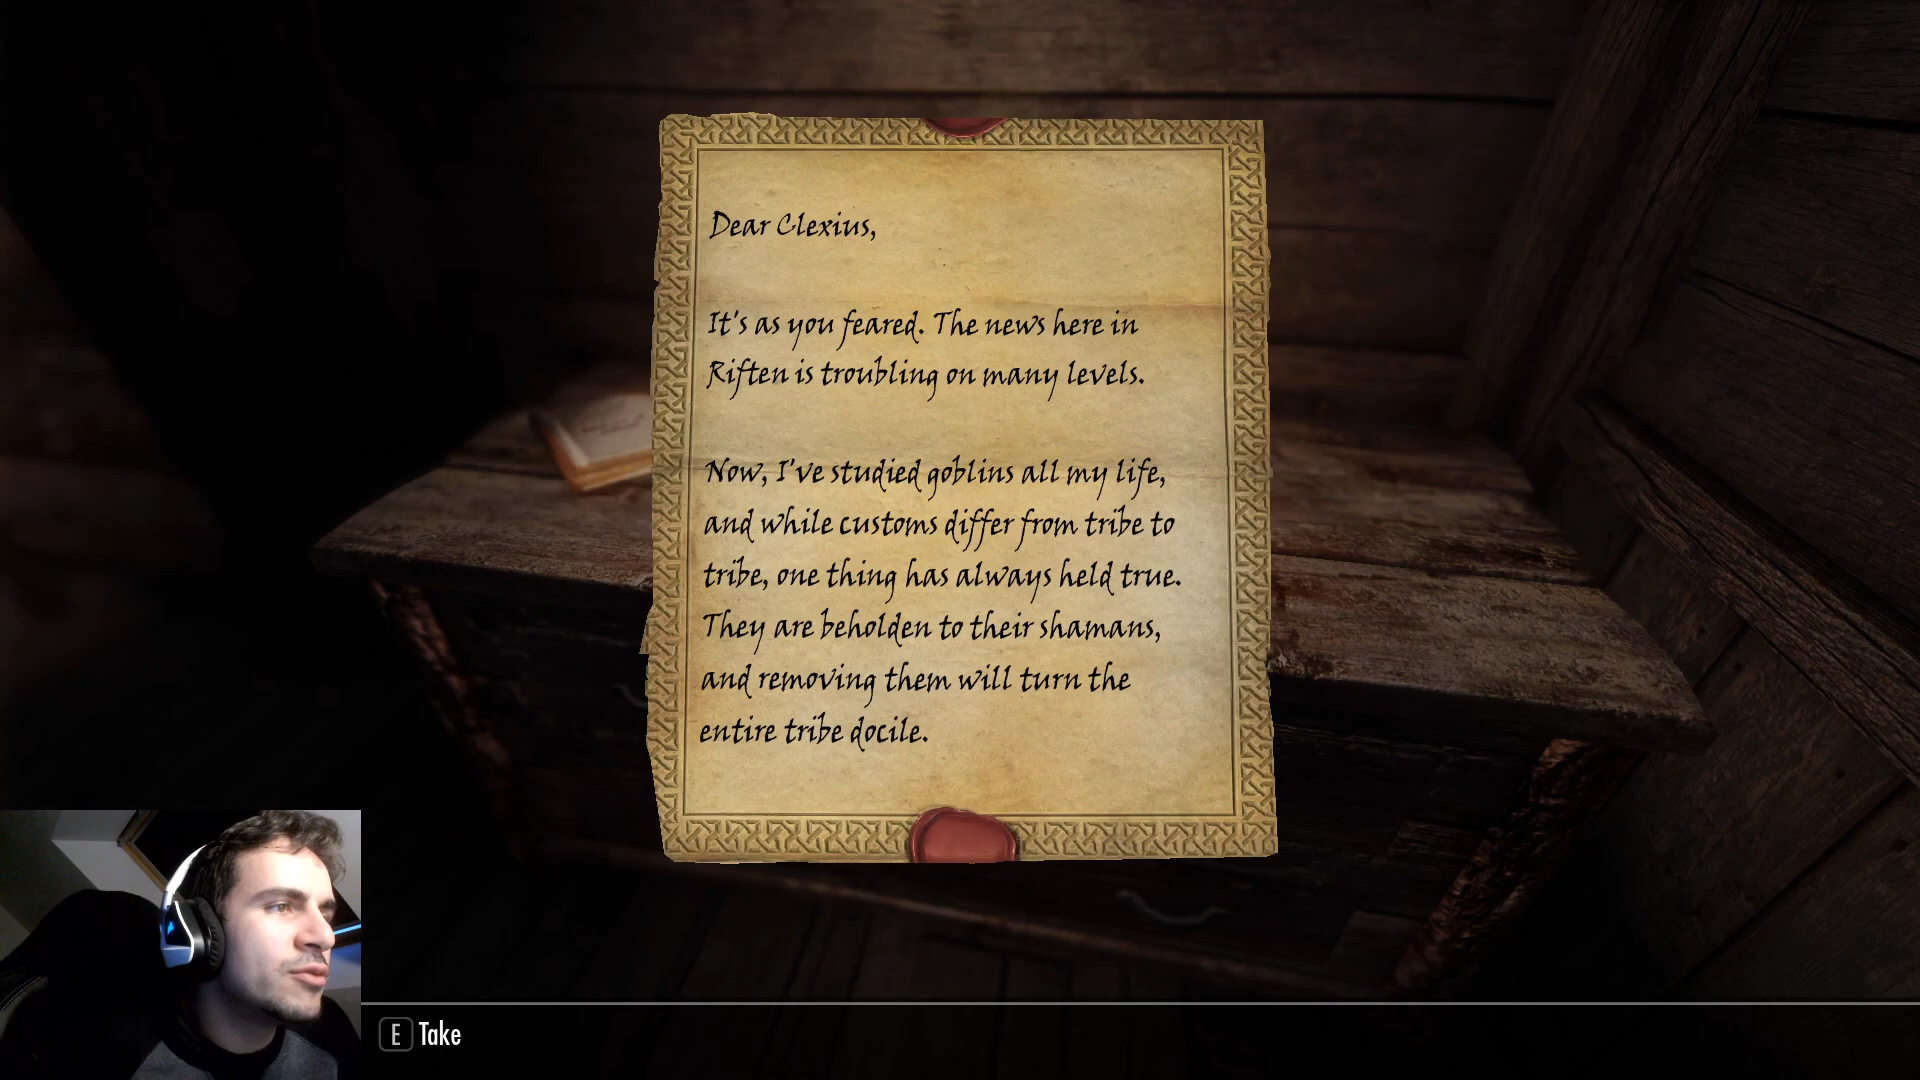 Dear Clexius,
It's as you feared. The news here in
Riften is troubling on many levels.
Now, I've studied goblins all my life,
and while customs differ from tribe to
tribe, one thing has always held true.
They are beholden to their shamans,
and removing them will turn the
entire tribe docile.
E Take